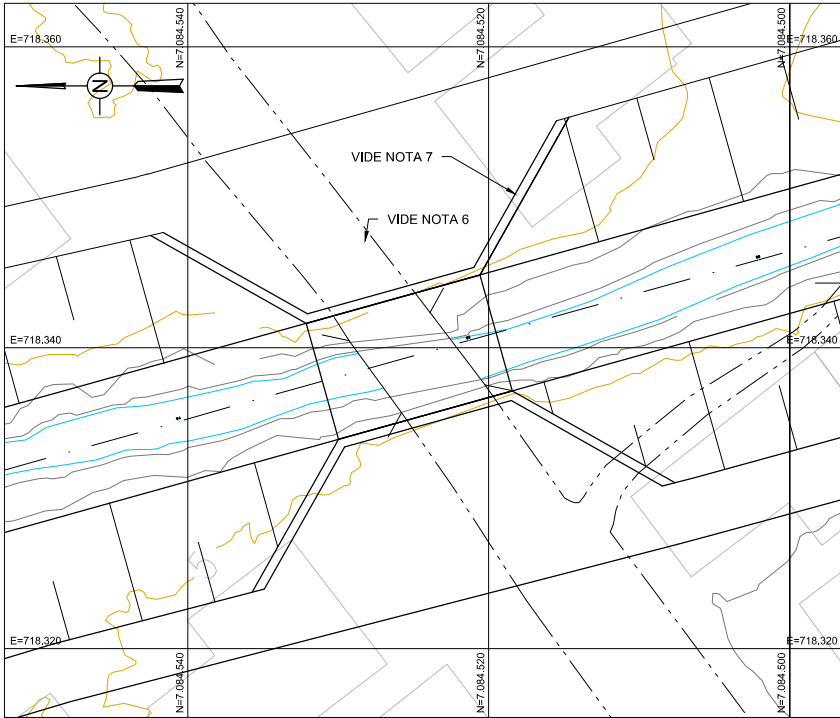 E=718.360
N=7.084.540
N=7.084.520
N=7.084.500
E=718.360
N
VIDE NOTA 7
VIDE NOTA 6
E=718.340
E=718.340
E=718.320
N=7.084.540
N=7.084.520
N=7.084.500
E=718.320